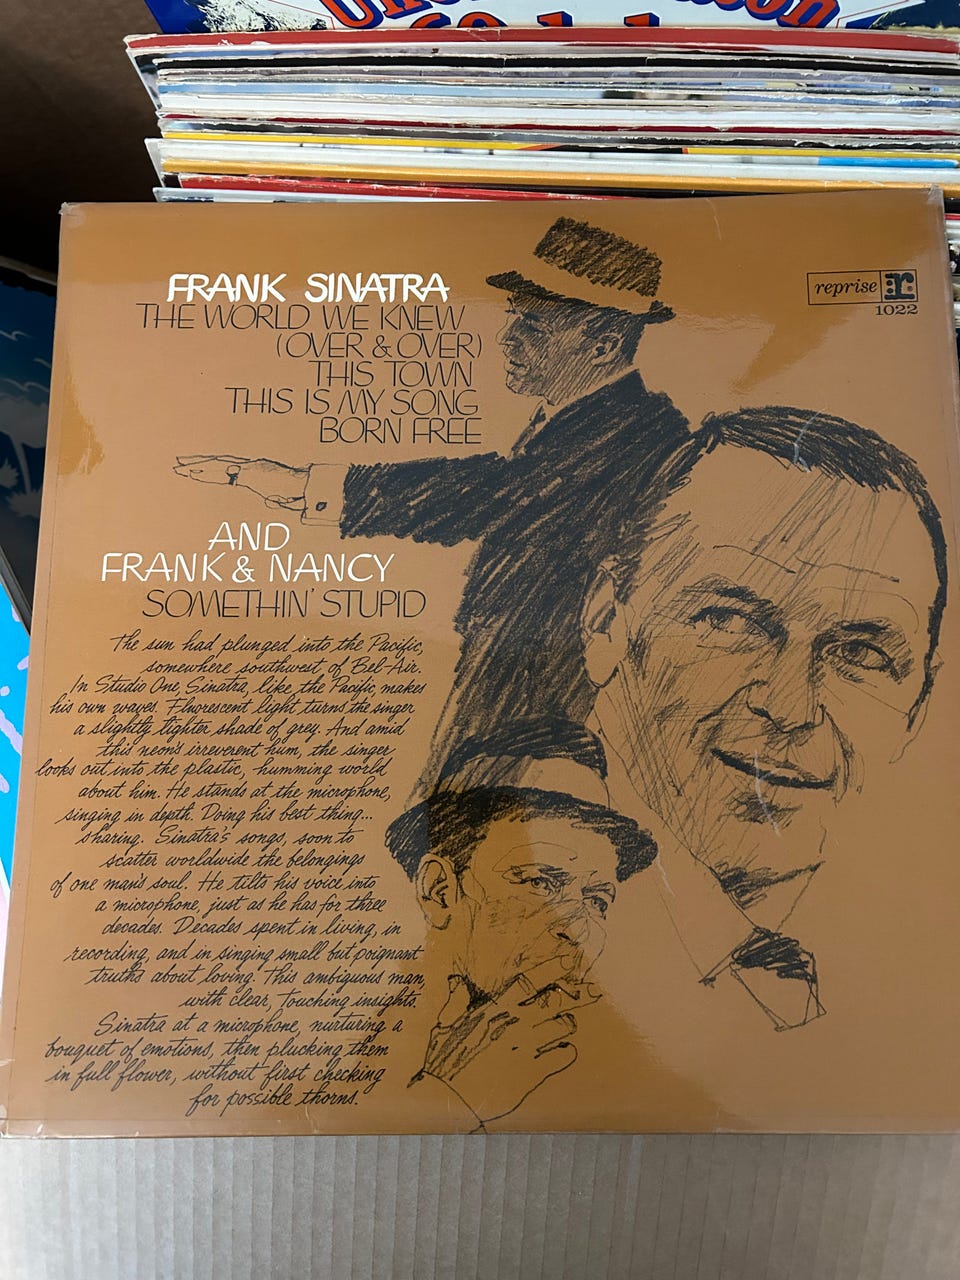 FRANK SINATRA
THE WORLD WE KNEW
(OVER & OVER)
THIS TOWN
THIS IS MY SONG
BORN FREE
reprise r:
1022
AND
FRANK & NANCY
SOMETHIN' STUPID
The sun had plunged into the Pacific,
somewhere southwest of Bel-Air.
In Studio One, Sinatra, like the Pacific, makes
his own waves. Fluorescent light turns the singer
a slightly lighter shade of grey. And amid
this neon's irreverent hum, the singer
looks out into the plastic, humming world
about him. He stands at the microphone,
singing in depth. Doing his best thing...
sharing. Sinatra's songs, soon to
scatter worldwide the belongings
of one man's soul. He tilts his voice into
a microphone, just as he has for three
decades. Decades spent in living, in
recording, and in singing small but poignant
truths about loving. This ambiguous man,
with clear, touching insights.
Sinatra at a microphone, nurturing a
bouquet of emotions, then plucking them
in full flower, without first checking
for possible thorns.